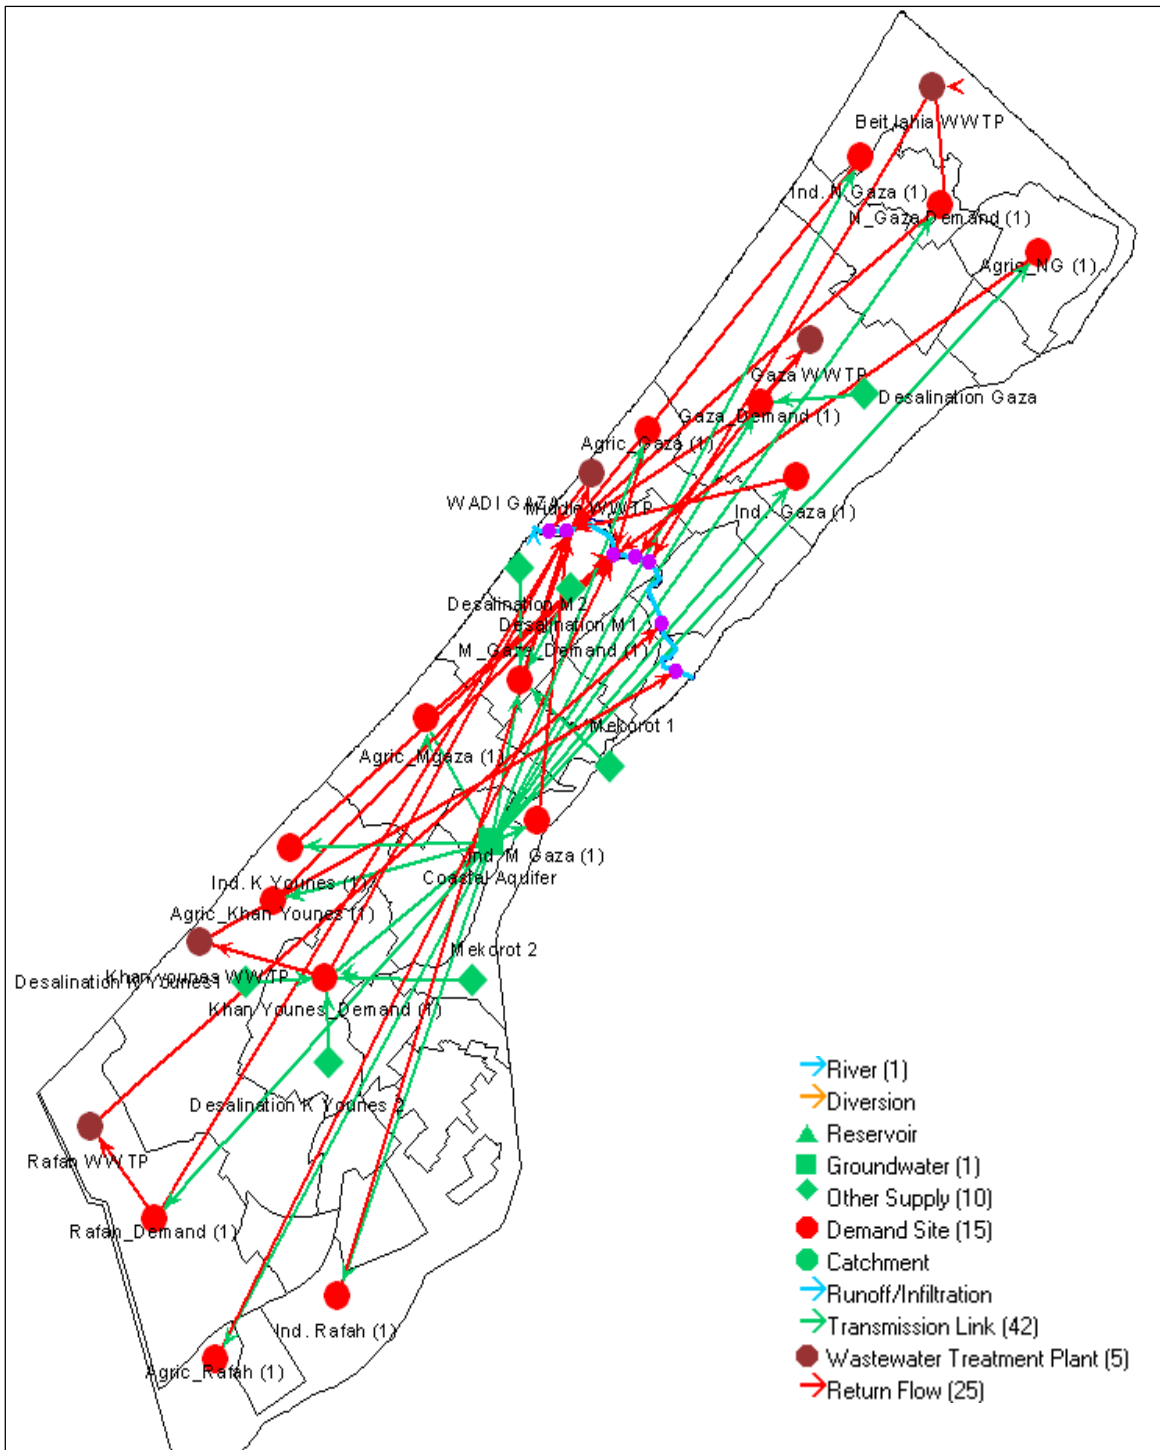 Beit lahia WWTP
Ind. N Gaza (1)
N_Gaza Demand (1)
Agric_NG (1)
Gaza WWTP
Desalination Gaza
Gaza_Demand (1)
Agric_Gaza (1)
WADI GAZA
Middle WWTP
Ind. Gaza (1)
Desalination M2
Desalination M1
M_Gaza_Demand (1)
Mekorot 1
Agric_Mgaza (1)
Ind. M Gaza (1)
Coastal Aquifer
Ind. K Younes (1)
Agric_Khan Younes (1)
Mekorot 2
Khan younes WWTP
Desalination K Younes1
Khan Younes_Demand (1)
Desalination K Younes 2
Rafah WWTP
Rafah_Demand (1)
Ind. Rafah (1)
Agric_Rafah (1)
River (1)
Diversion
Reservoir
Groundwater (1)
Other Supply (10)
Demand Site (15)
Catchment
Runoff/Infiltration
Transmission Link (42)
Wastewater Treatment Plant (5)
Return Flow (25)